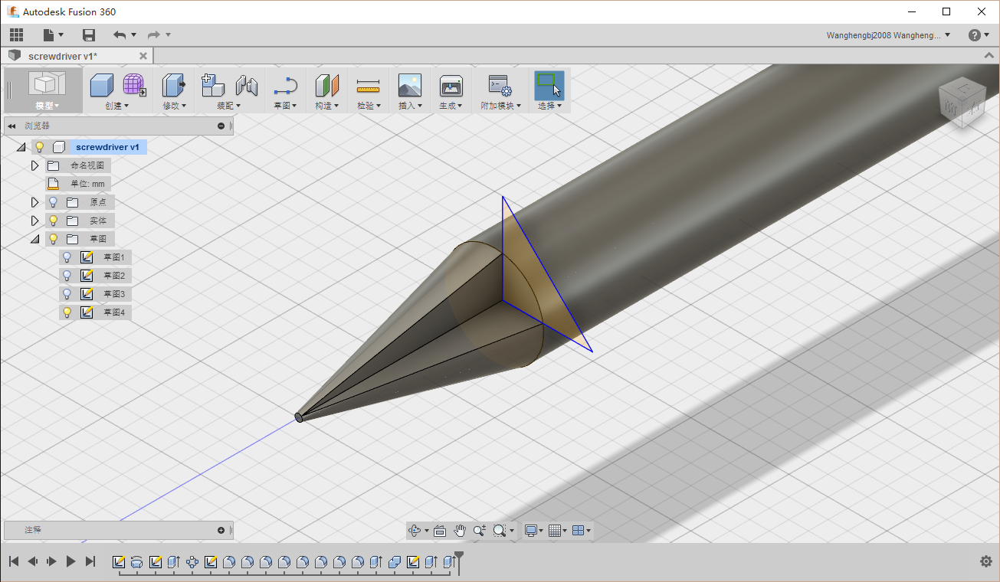 Autodesk Fusion 360
Wanghengbj2008 Wanghengl...
screwdriver v1*
模型 创建 修改 装配 草图 构造 检验 插入 生成 附加模块 选择
浏览器
screwdriver v1
命名视图
单位: mm
原点
实体
草图
草图1
草图2
草图3
草图4
注释